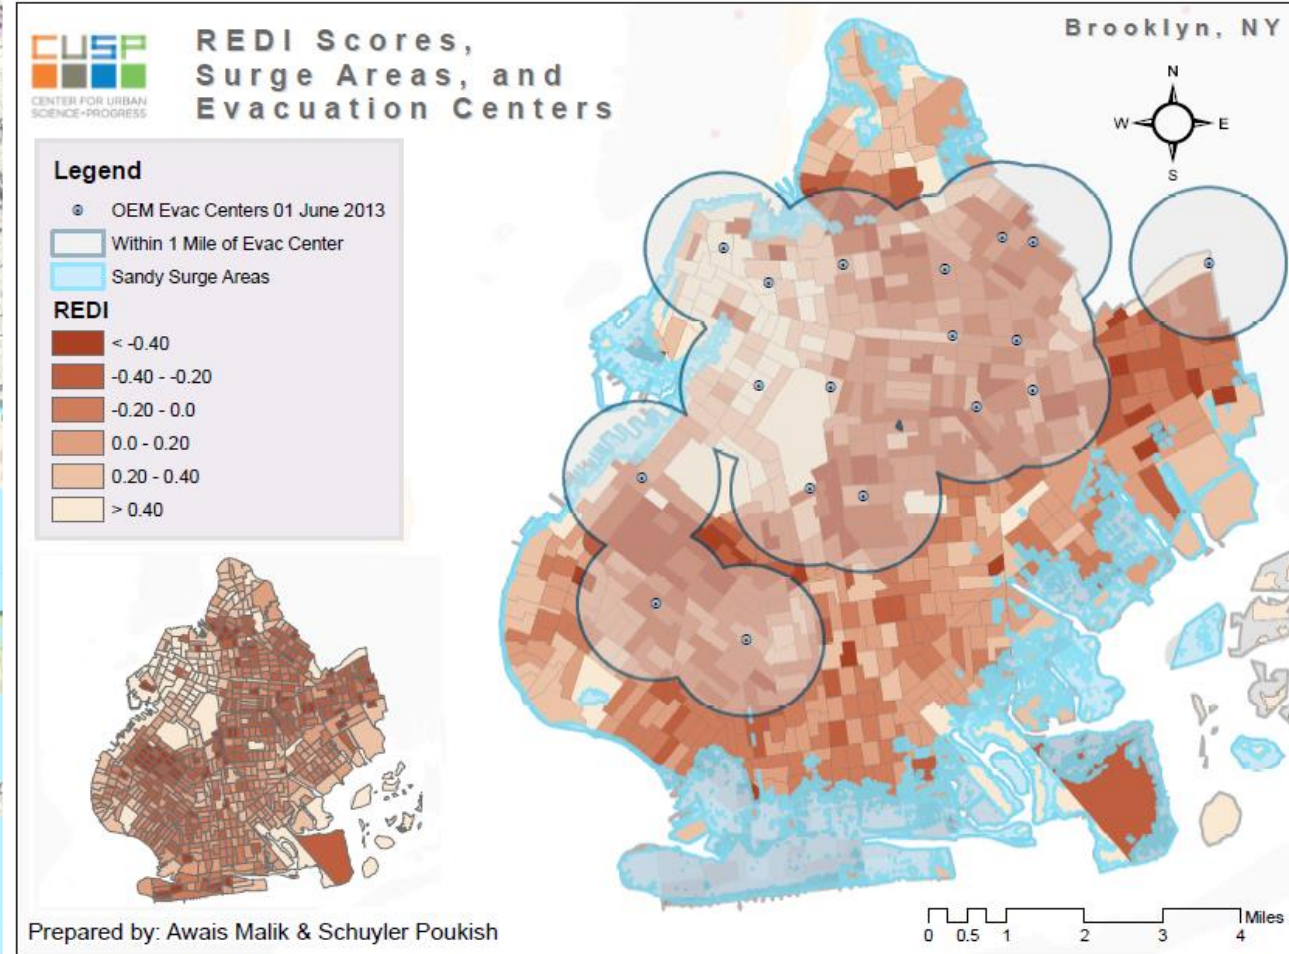 CUSP
CENTER FOR URBAN
SCIENCE+PROGRESS
REDI Scores,
Surge Areas, and
Evacuation Centers
Brooklyn, NY
N
W
E
S
Legend
OEM Evac Centers 01 June 2013
Within 1 Mile of Evac Center
Sandy Surge Areas
REDI
< -0.40
-0.40 - -0.20
-0.20 - 0.0
0.0 - 0.20
0.20 - 0.40
> 0.40
Prepared by: Awais Malik & Schuyler Poukish
Miles
0 0.5 1 2 3 4